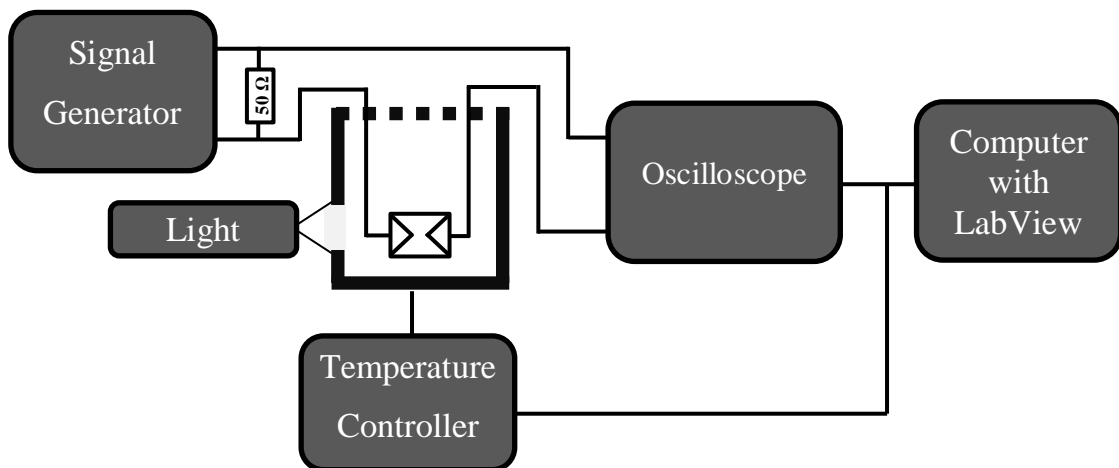 Signal
Generator
50 Ω
Light
Oscilloscope
Computer
with
LabView
Temperature
Controller